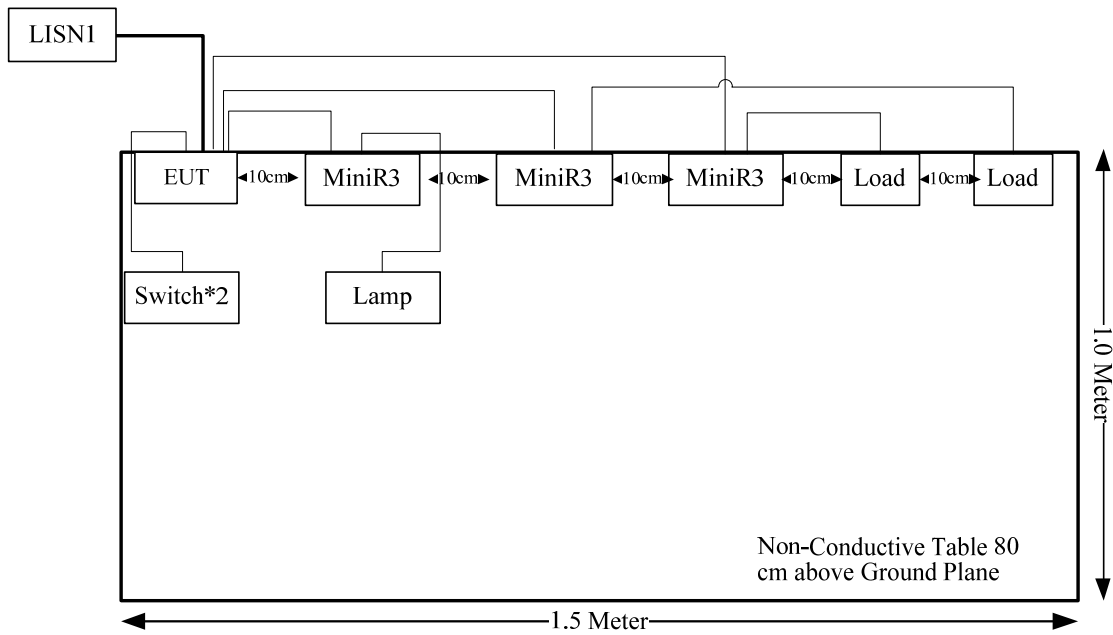 LISN1
EUT
10cm
MiniR3
10cm
MiniR3
10cm
MiniR3
10cm
Load
10cm
Load
Switch*2
Lamp
1.0 Meter
Non-Conductive Table 80
cm above Ground Plane
1.5 Meter